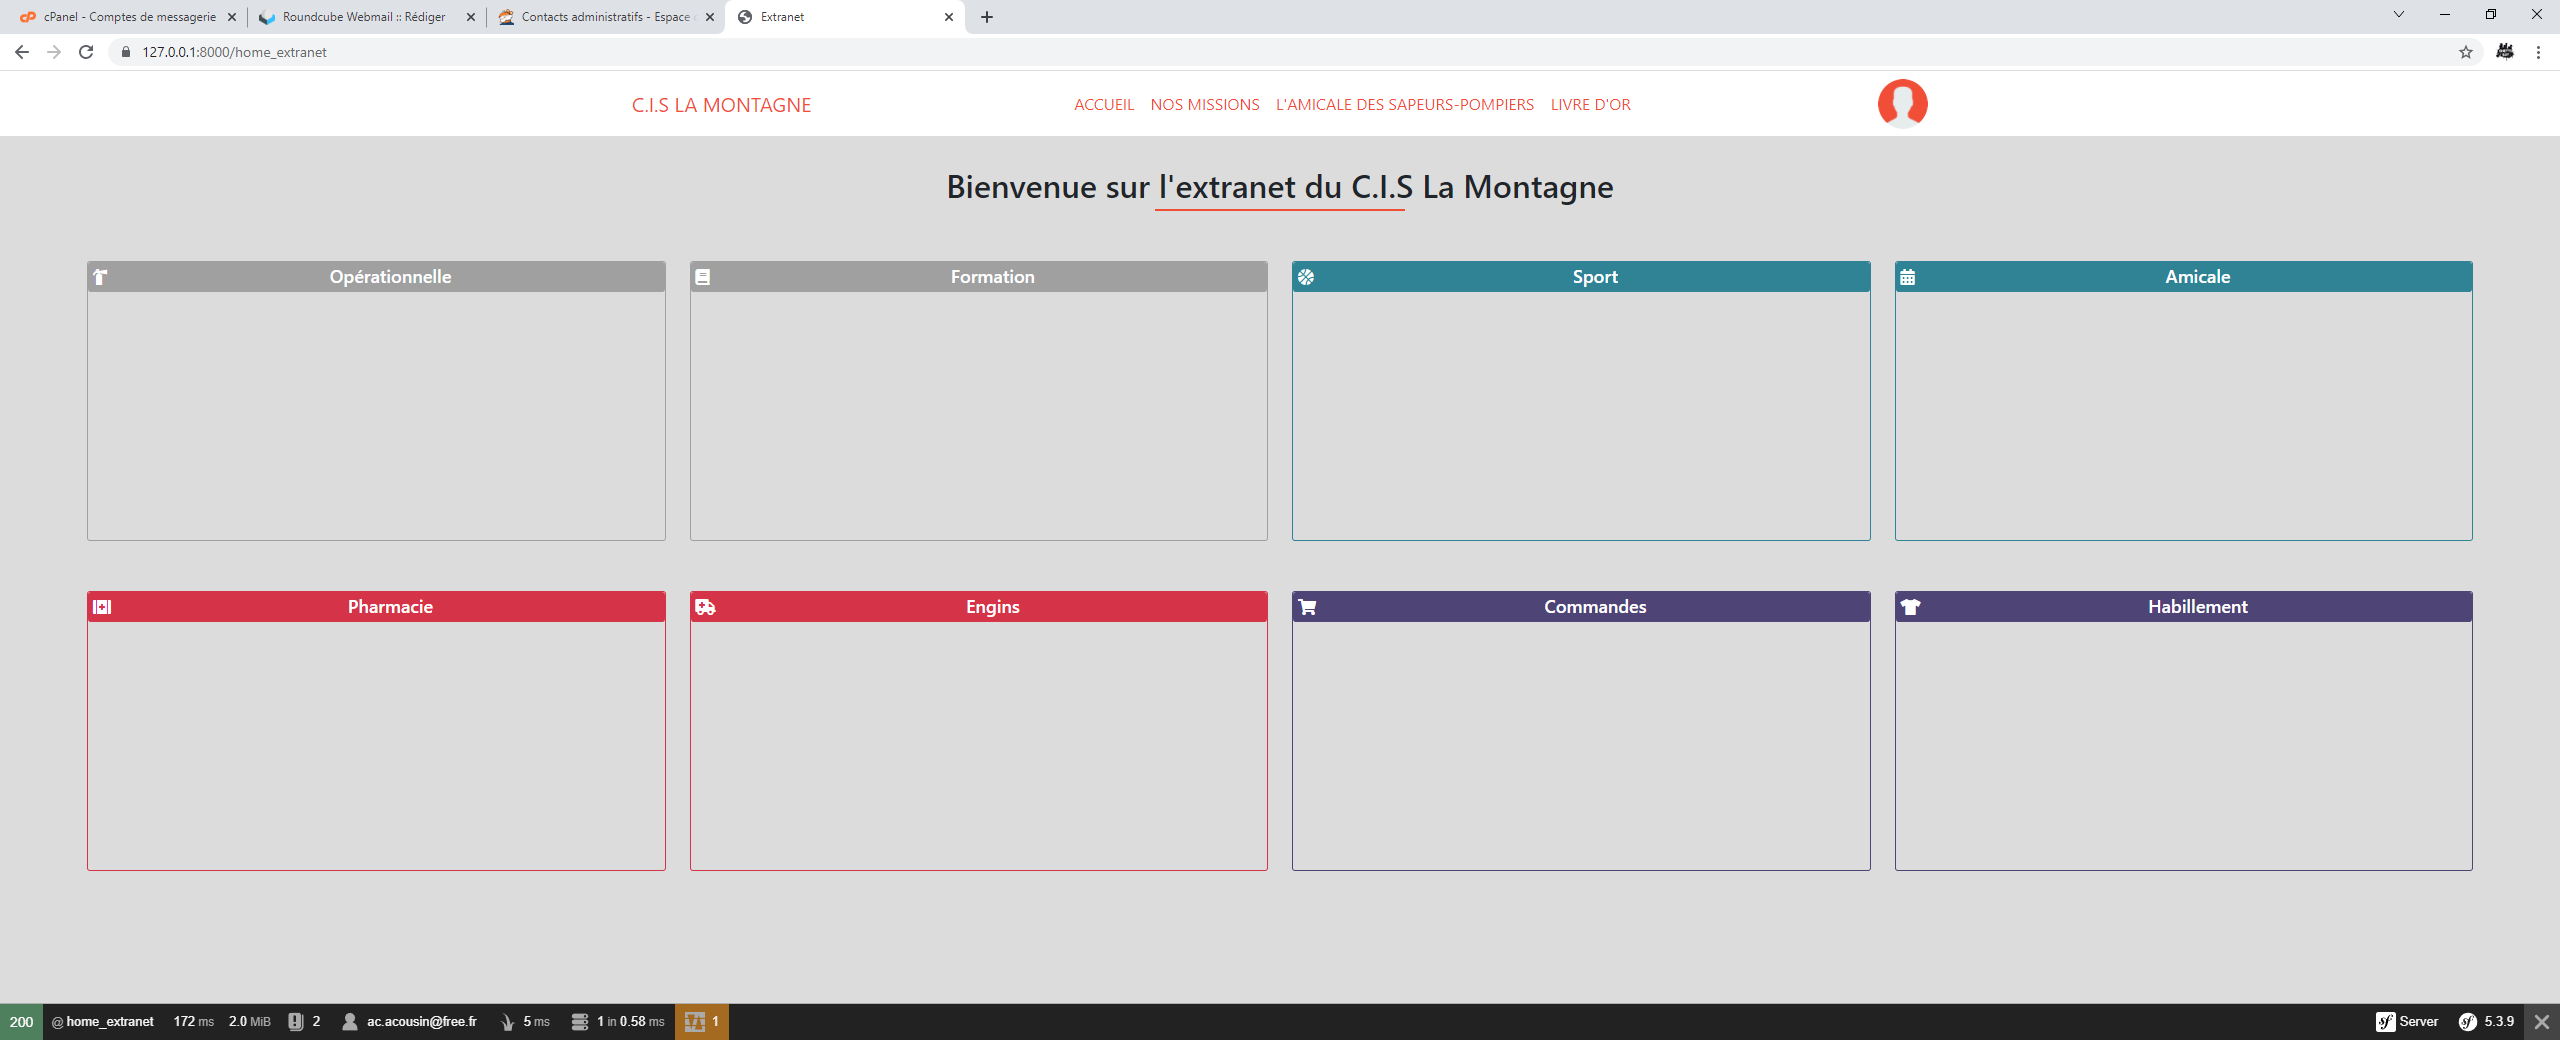 cPanel - Comptes de messagerie
Roundcube Webmail :: Rédiger
Contacts administratifs - Espace
Extranet
127.0.0.1:8000/home_extranet
C.I.S LA MONTAGNE
ACCUEIL NOS MISSIONS L'AMICALE DES SAPEURS-POMPIERS LIVRE D'OR
Bienvenue sur l'extranet du C.I.S La Montagne
Opérationnelle
Formation
Sport
Amicale
Pharmacie
Engins
Commandes
Habillement
200 @ home_extranet 172 ms 2.0 MiB 2 ac.acousin@free.fr 5 ms 1 in 0.58 ms 1 sf Server sf 5.3.9